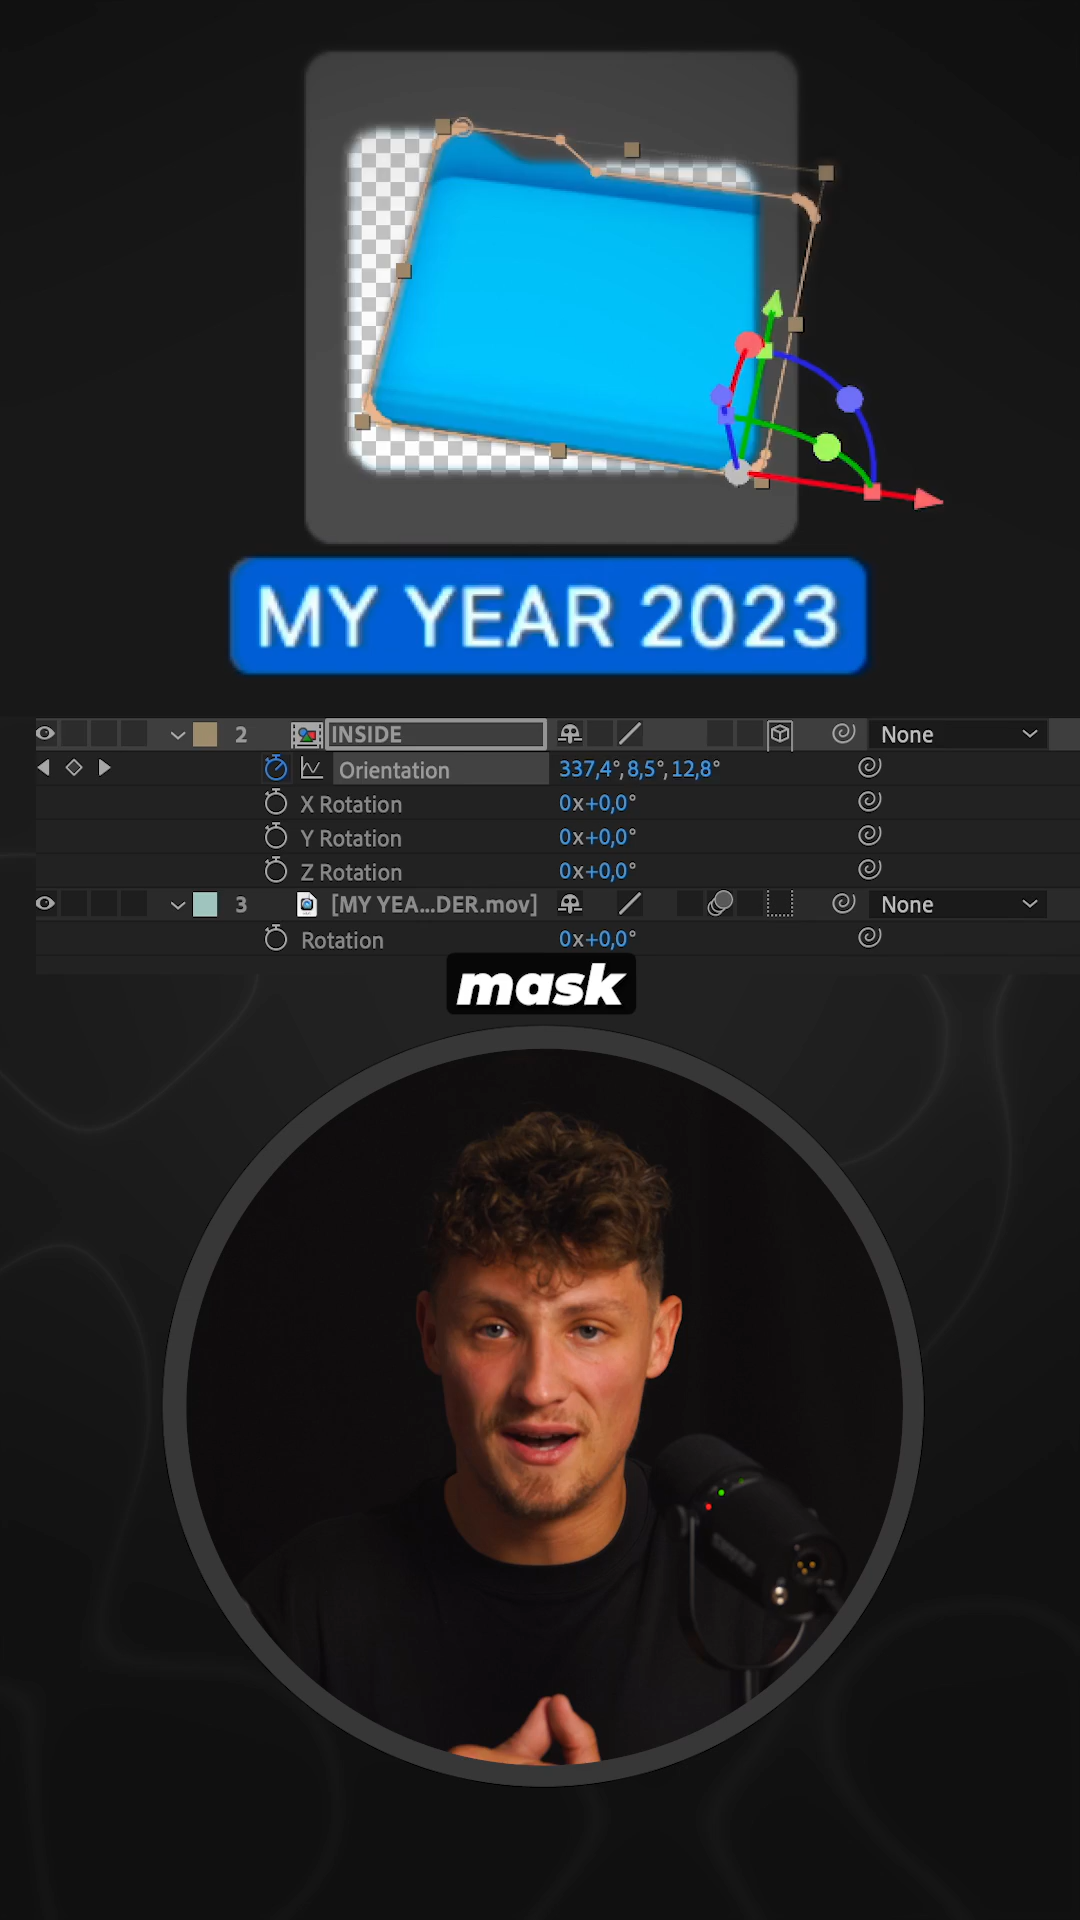 MY YEAR 2023
2 INSIDE None
Orientation 337,4°,8,5°,12,8°
X Rotation 0x+0,0°
Y Rotation 0x+0,0°
Z Rotation 0x+0,0°
3 [MY YEA...DER.mov] None
Rotation 0x+0,0°
mask